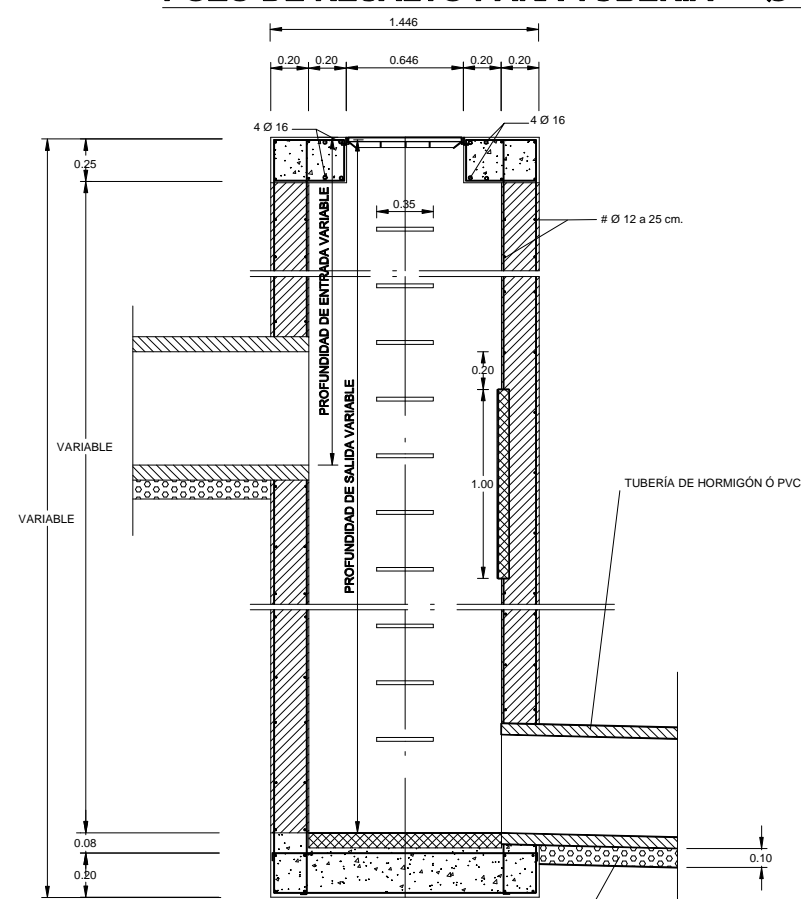 1.446
0.20 0.20 0.646 0.20 0.20
4 Ø 16
4 Ø 16
0.25
0.35
# Ø 12 a 25 cm.
PROFUNDIDAD DE ENTRADA VARIABLE
PROFUNDIDAD DE SALIDA VARIABLE
0.20
VARIABLE
1.00
TUBERÍA DE HORMIGÓN Ó PVC
VARIABLE
0.08
0.10
0.20